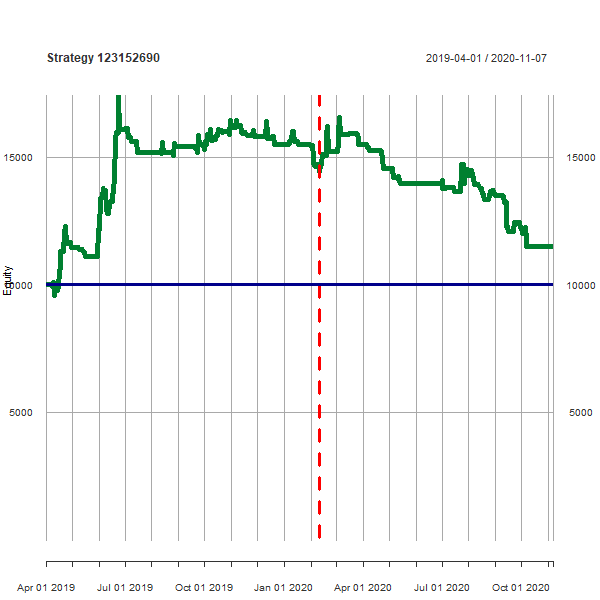 Strategy 123152690
2019-04-01 / 2020-11-07
15000
15000
Equity
10000
10000
5000
5000
Apr 01 2019
Jul 01 2019
Oct 01 2019
Jan 01 2020
Apr 01 2020
Jul 01 2020
Oct 01 2020